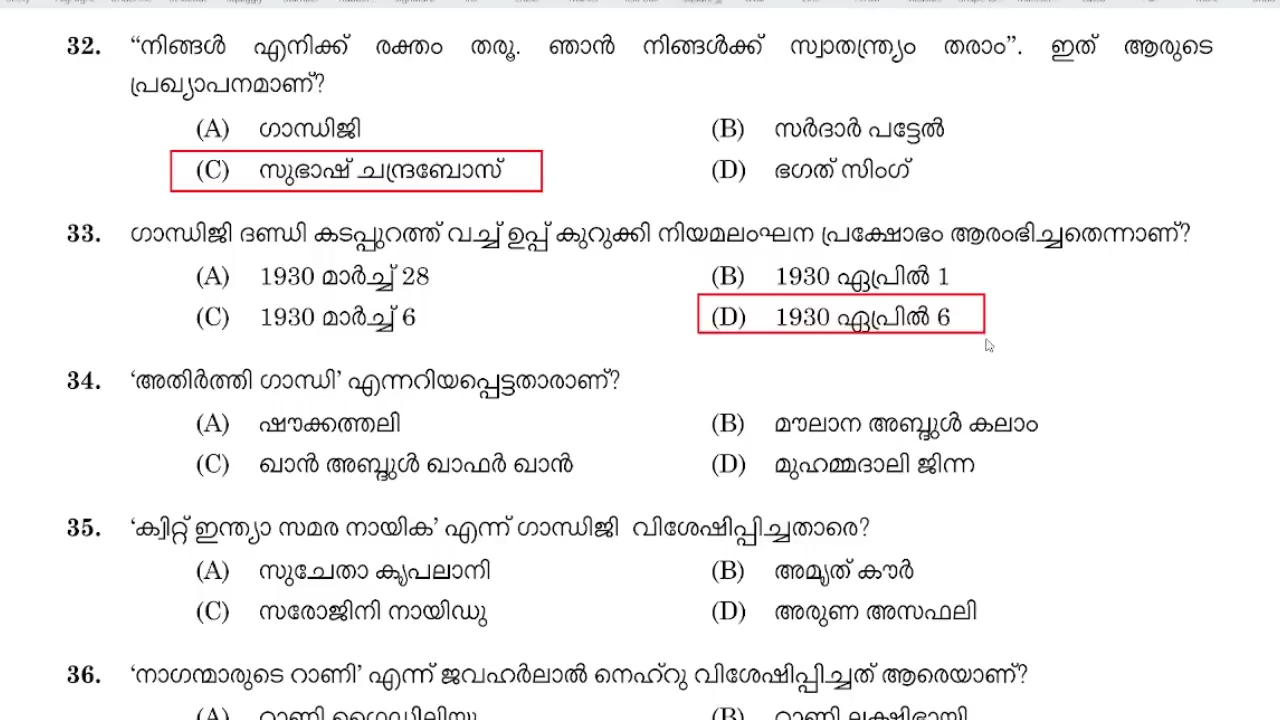 32. “നിങ്ങൾ എനിക്ക് രക്തം തരൂ. ഞാൻ നിങ്ങൾക്ക് സ്വാതന്ത്ര്യം തരാം”. ഇത് ആരുടെ
പ്രഖ്യാപനമാണ്?
(A) ഗാന്ധിജി (B) സർദാർ പട്ടേൽ
(C) സുഭാഷ് ചന്ദ്രബോസ് (D) ഭഗത് സിംഗ്
33. ഗാന്ധിജി ദണ്ഡി കടപ്പുറത്ത് വച്ച് ഉപ്പ് കുറുക്കി നിയമലംഘന പ്രക്ഷോഭം ആരംഭിച്ചതെന്നാണ്?
(A) 1930 മാർച്ച് 28 (B) 1930 ഏപ്രിൽ 1
(C) 1930 മാർച്ച് 6 (D) 1930 ഏപ്രിൽ 6
34. ‘അതിർത്തി ഗാന്ധി’ എന്നറിയപ്പെട്ടതാരാണ്?
(A) ഷൗക്കത്തലി (B) മൗലാന അബ്ദുൾ കലാം
(C) ഖാൻ അബ്ദുൾ ഖാഫർ ഖാൻ (D) മുഹമ്മദാലി ജിന്ന
35. ‘ക്വിറ്റ് ഇന്ത്യാ സമര നായിക’ എന്ന് ഗാന്ധിജി വിശേഷിപ്പിച്ചതാരെ?
(A) സുചേതാ കൃപലാനി (B) അമൃത് കൗർ
(C) സരോജിനി നായിഡു (D) അരുണ അസഫലി
36. ‘നാഗന്മാരുടെ റാണി’ എന്ന് ജവഹർലാൽ നെഹ്റു വിശേഷിപ്പിച്ചത് ആരെയാണ്?
(A) റാണി ഗൈഡിലിയു (B) റാണി ലക്ഷ്മിഭായി